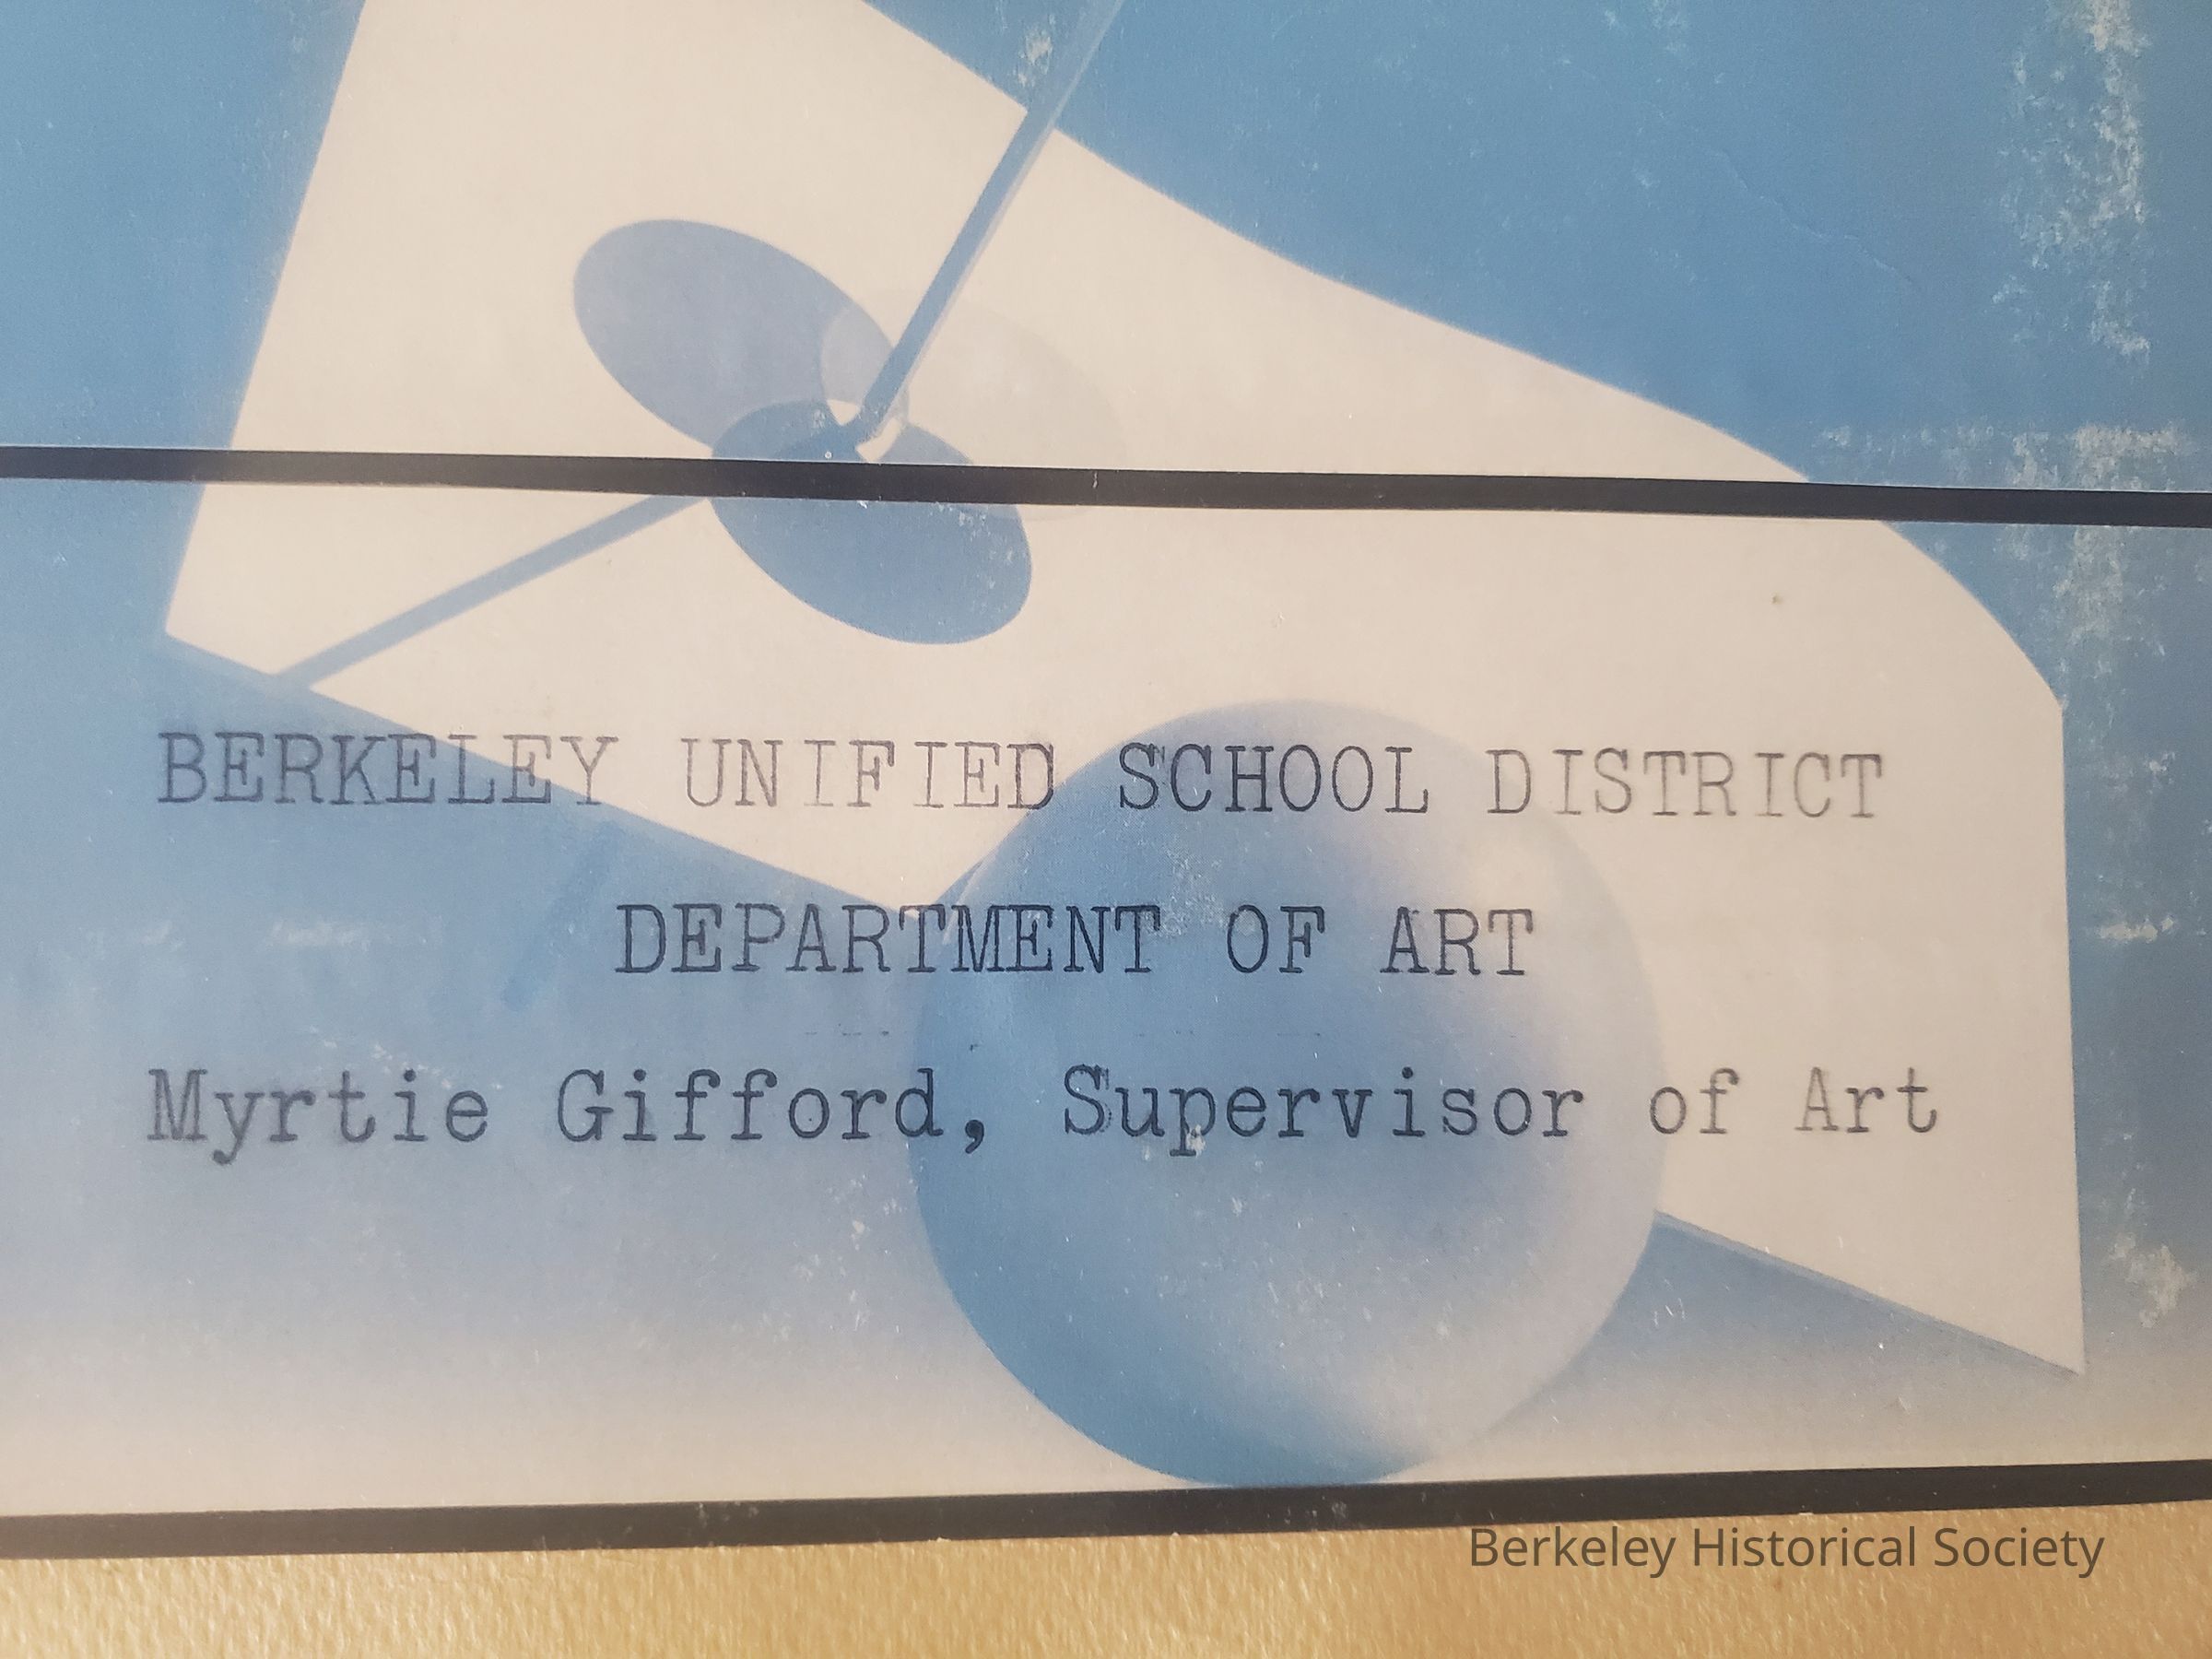 BERKELEY UNIFIED SCHOOL DISTRICT
DEPARTMENT OF ART
Myrtie Gifford, Supervisor of Art
Berkeley Historical Society